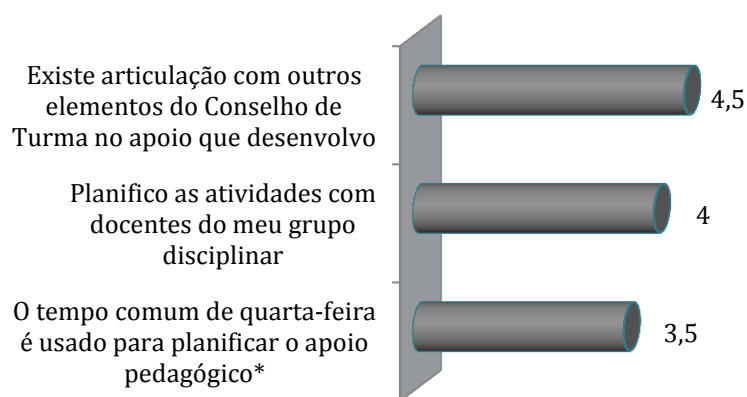 Existe articulação com outros
elementos do Conselho de
Turma no apoio que desenvolvo
4,5
Planifico as atividades com
docentes do meu grupo
disciplinar
4
O tempo comum de quarta-feira
é usado para planificar o apoio
pedagógico*
3,5